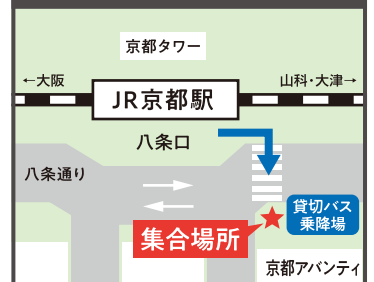 京都タワー
←大阪
山科・大津→
JR京都駅
八条口
八条通り
貸切バス
乗降場
集合場所
京都アバンティ